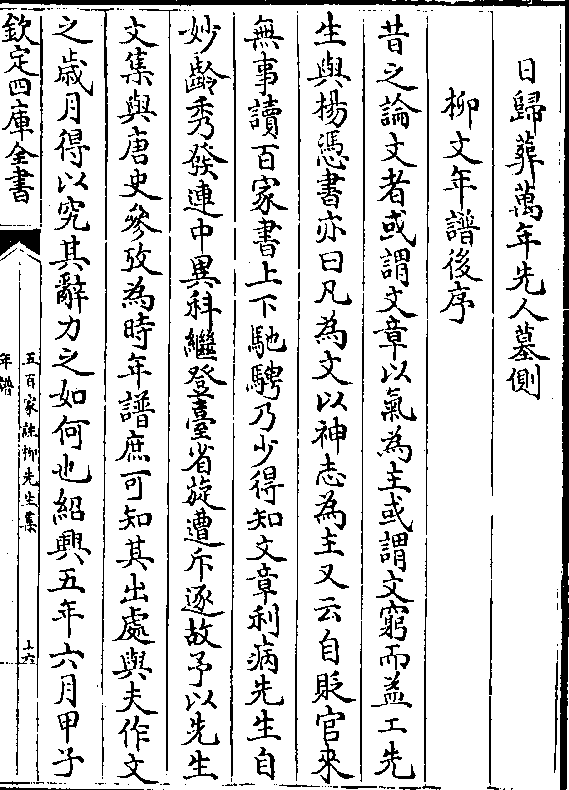 日歸葬萬年先人墓側
柳文年譜後序
昔之論文者或謂文章以氣為主或謂文窮而益工先
生與楊憑書亦曰凡為文以神志為主又云自貶官來
無事讀百家書上下馳騁乃少得知文章利病先生自
妙齡秀發連中異科繼登臺省旋遭斥逐故予以先生
文集與唐史參攷為時年譜庶可知其出處與夫作文
之歳月得以究其辭力之如何也紹興五年六月甲子
欽定四庫全書
五百家註柳先生集
年譜
十六